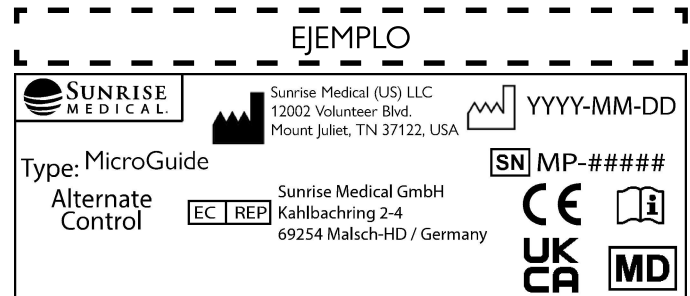 EJEMPLO
SUNRISE
MEDICAL.
Sunrise Medical (US) LLC
12002 Volunteer Blvd.
Mount Juliet, TN 37122, USA
YYYY-MM-DD
Type: MicroGuide
Alternate
Control
SN MP-#####
EC REP
Sunrise Medical GmbH
Kahlbachring 2-4
69254 Malsch-HD / Germany
CE
i
UK
CA
MD